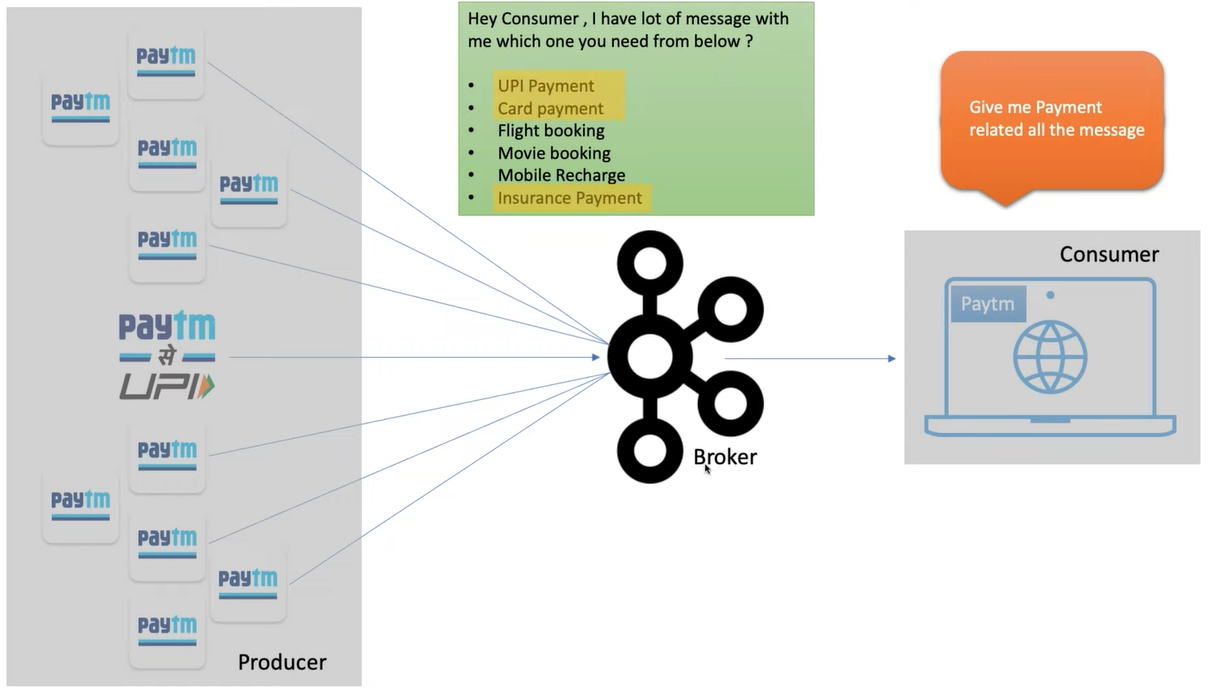 paytm
paytm
paytm
paytm
paytm
paytm
से
UPI
paytm
paytm
paytm
paytm
paytm
Producer
Hey Consumer , I have lot of message with
me which one you need from below ?
• UPI Payment
• Card payment
• Flight booking
• Movie booking
• Mobile Recharge
• Insurance Payment
Broker
Give me Payment
related all the message
Consumer
Paytm